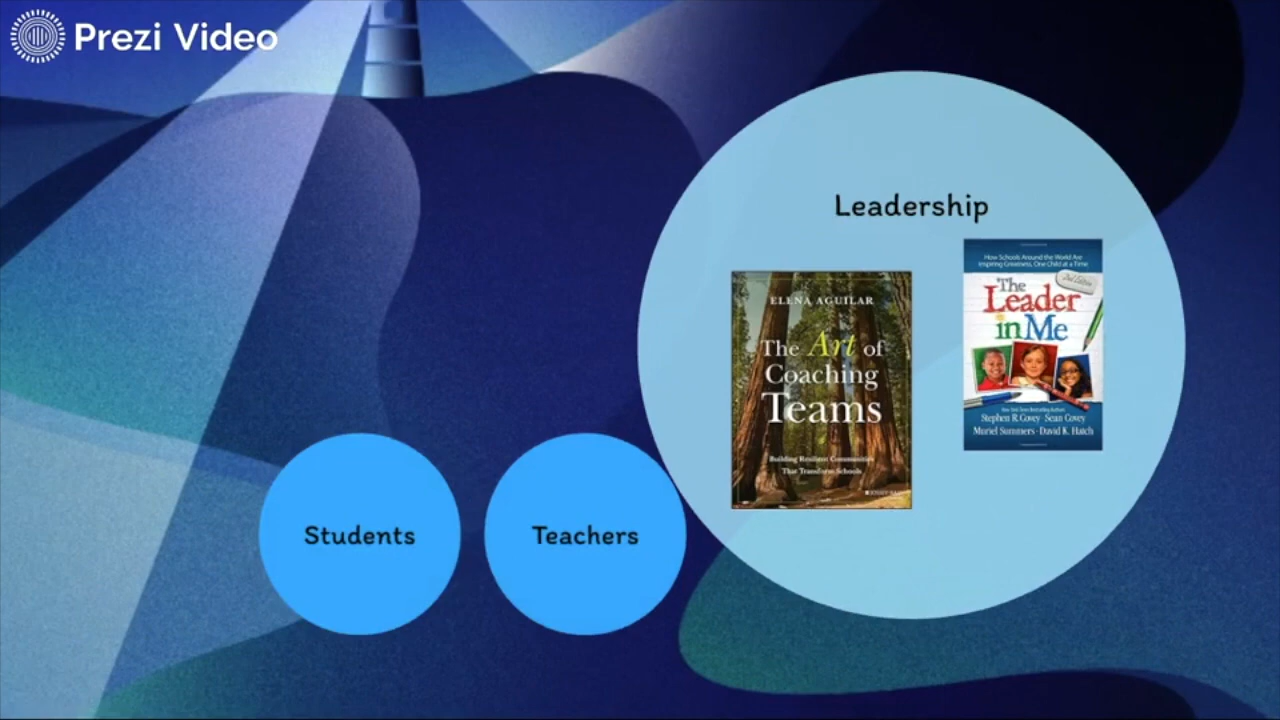 Prezi Video
Leadership
ELENA AGUILAR
The Art of
Coaching
Teams
Building Resilient Communities
That Transform Schools
How Schools Around the World Are
Inspiring Greatness, One Child at a Time
2nd Edition
The
Leader
in Me
Stephen R. Covey Sean Covey
Muriel Summers · David K. Hatch
Students
Teachers